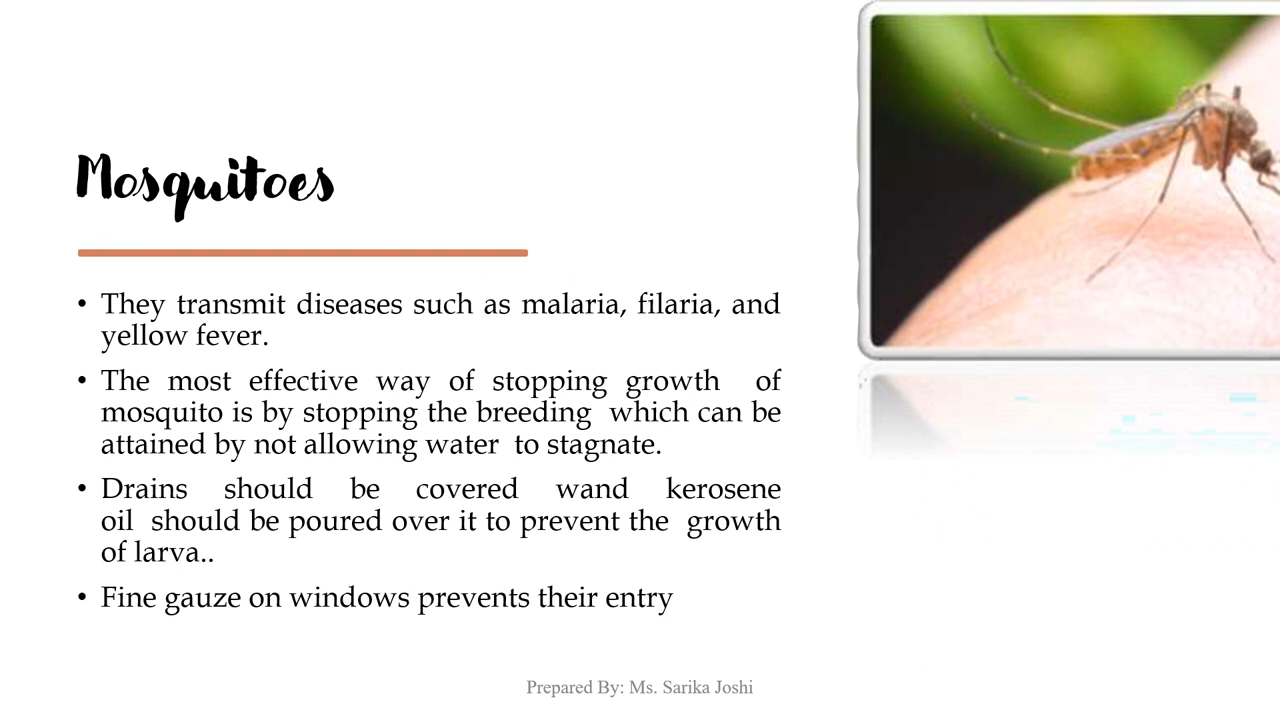 Mosquitoes
• They transmit diseases such as malaria, filaria, and
yellow fever.
• The most effective way of stopping growth of
mosquito is by stopping the breeding which can be
attained by not allowing water to stagnate.
• Drains should be covered wand kerosene
oil should be poured over it to prevent the growth
of larva..
• Fine gauze on windows prevents their entry
Prepared By: Ms. Sarika Joshi